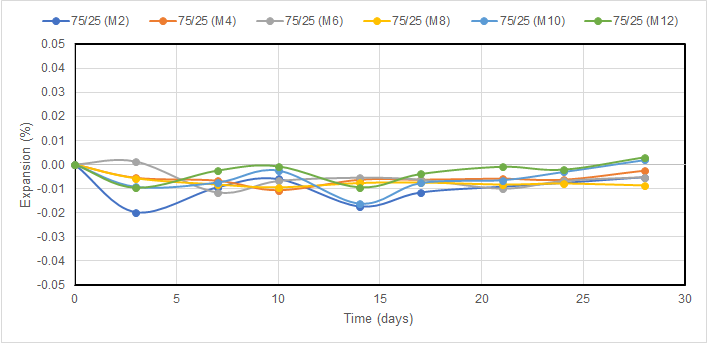 75/25 (M2) 75/25 (M4) 75/25 (M6) 75/25 (M8) 75/25 (M10) 75/25 (M12)
0.05
0.04
0.03
0.02
0.01
0.00
-0.01
-0.02
-0.03
-0.04
-0.05
Expansion (%)
0 5 10 15 20 25 30
Time (days)